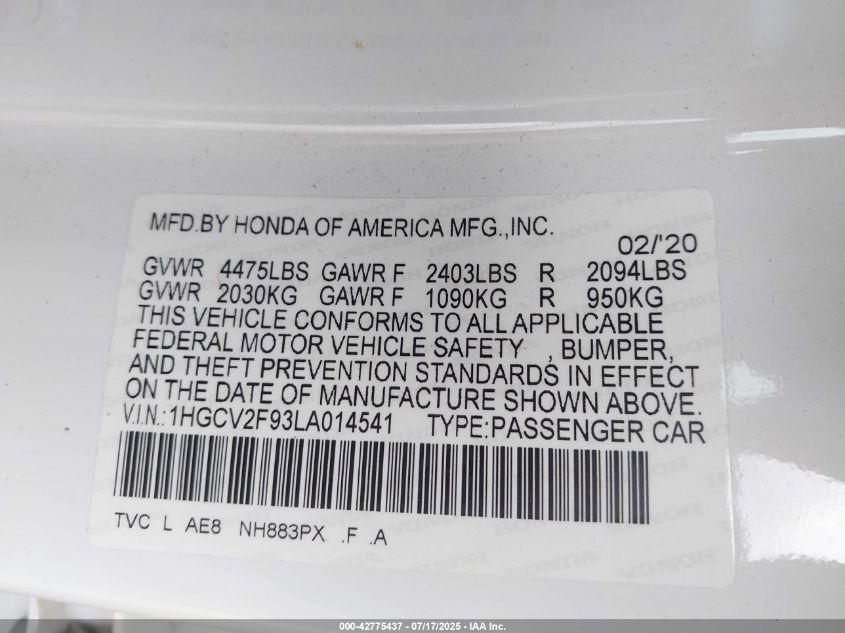 MFD.BY HONDA OF AMERICA MFG.,INC.
02/'20
GVWR 4475LBS GAWR F 2403LBS R 2094LBS
GVWR 2030KG GAWR F 1090KG R 950KG
THIS VEHICLE CONFORMS TO ALL APPLICABLE
FEDERAL MOTOR VEHICLE SAFETY , BUMPER,
AND THEFT PREVENTION STANDARDS IN EFFECT
ON THE DATE OF MANUFACTURE SHOWN ABOVE.
V.I.N.:1HGCV2F93LA014541 TYPE:PASSENGER CAR
TVC L AE8 NH883PX .F .A
000-42775437 - 07/17/2025 - IAA Inc.